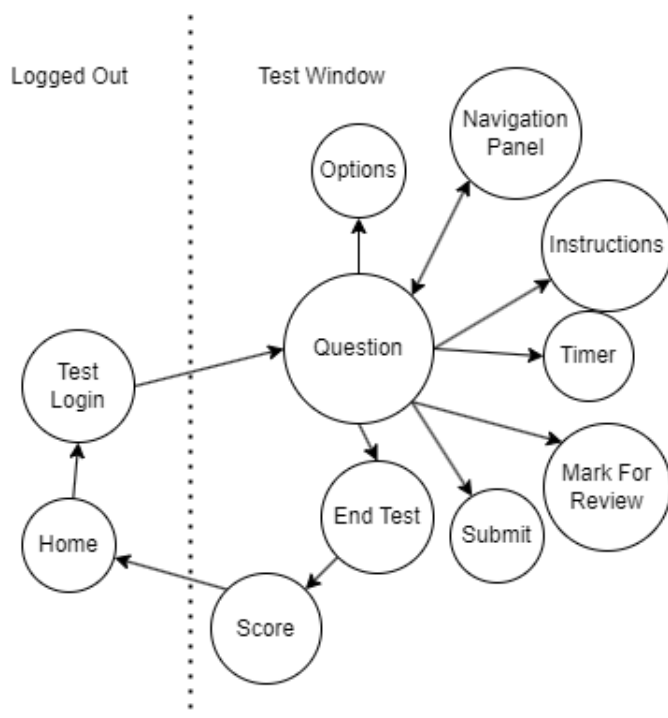 Logged Out
Test Window
Navigation
Panel
Options
Instructions
Question
Timer
Test
Login
Mark For
Review
End Test
Submit
Home
Score